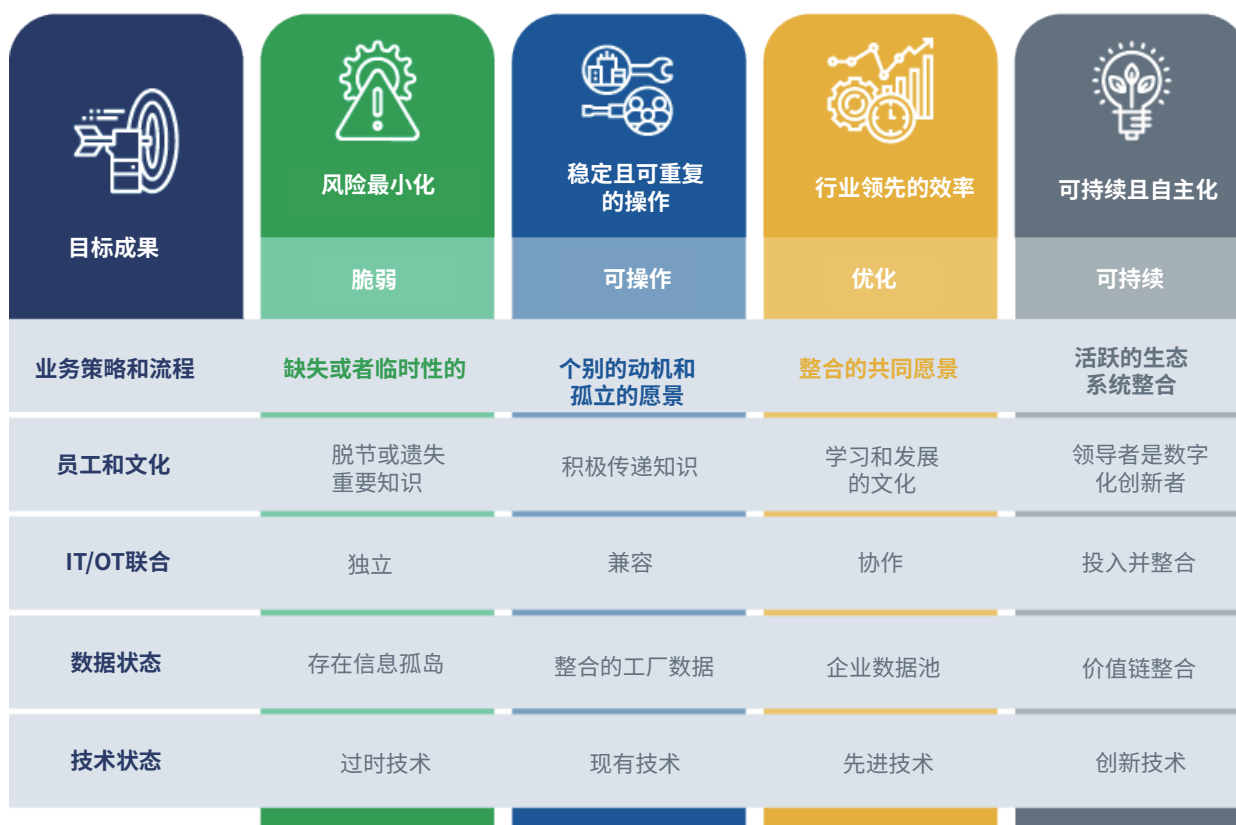 目标成果
风险最小化
稳定且可重复
的操作
行业领先的效率
可持续且自主化
脆弱
可操作
优化
可持续
业务策略和流程
缺失或者临时性的
个别的动机和
孤立的愿景
整合的共同愿景
活跃的生态
系统整合
员工和文化
脱节或遗失
重要知识
积极传递知识
学习和发展
的文化
领导者是数字
化创新者
IT/OT联合
独立
兼容
协作
投入并整合
数据状态
存在信息孤岛
整合的工厂数据
企业数据池
价值链整合
技术状态
过时技术
现有技术
先进技术
创新技术